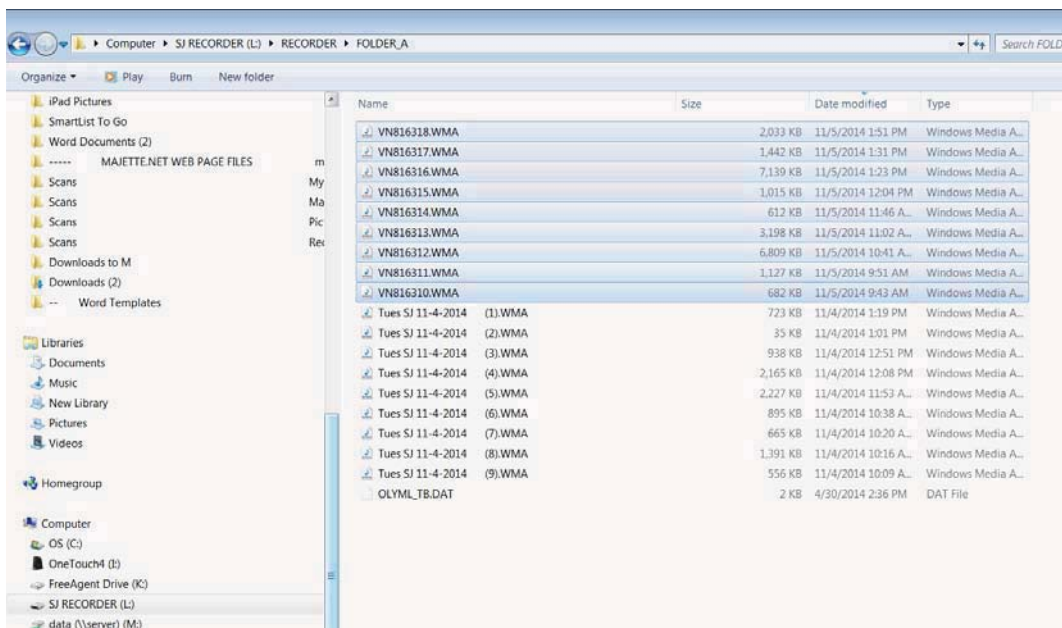 Computer ▸ SJ RECORDER (L:) ▸ RECORDER ▸ FOLDER_A
Search FOLD
Organize Play Burn New folder
iPad Pictures
SmartList To Go
Word Documents (2)
----- MAJETTE.NET WEB PAGE FILES m
Scans My
Scans Ma
Scans Pic
Scans Rec
Downloads to M
Downloads (2)
-- Word Templates
Libraries
Documents
Music
New Library
Pictures
Videos
Homegroup
Computer
OS (C:)
OneTouch4 (I:)
FreeAgent Drive (K:)
SJ RECORDER (L:)
data (\\server) (M:)
Name Size Date modified Type
VN816318.WMA 2,033 KB 11/5/2014 1:51 PM Windows Media A...
VN816317.WMA 1,442 KB 11/5/2014 1:31 PM Windows Media A...
VN816316.WMA 7,139 KB 11/5/2014 1:23 PM Windows Media A...
VN816315.WMA 1,015 KB 11/5/2014 12:04 PM Windows Media A...
VN816314.WMA 612 KB 11/5/2014 11:46 A... Windows Media A...
VN816313.WMA 3,198 KB 11/5/2014 11:02 A... Windows Media A...
VN816312.WMA 6,809 KB 11/5/2014 10:41 A... Windows Media A...
VN816311.WMA 1,127 KB 11/5/2014 9:51 AM Windows Media A...
VN816310.WMA 682 KB 11/5/2014 9:43 AM Windows Media A...
Tues SJ 11-4-2014 (1).WMA 723 KB 11/4/2014 1:19 PM Windows Media A...
Tues SJ 11-4-2014 (2).WMA 35 KB 11/4/2014 1:01 PM Windows Media A...
Tues SJ 11-4-2014 (3).WMA 938 KB 11/4/2014 12:51 PM Windows Media A...
Tues SJ 11-4-2014 (4).WMA 2,165 KB 11/4/2014 12:08 PM Windows Media A...
Tues SJ 11-4-2014 (5).WMA 2,227 KB 11/4/2014 11:53 A... Windows Media A...
Tues SJ 11-4-2014 (6).WMA 895 KB 11/4/2014 10:38 A... Windows Media A...
Tues SJ 11-4-2014 (7).WMA 665 KB 11/4/2014 10:20 A... Windows Media A...
Tues SJ 11-4-2014 (8).WMA 1,391 KB 11/4/2014 10:16 A... Windows Media A...
Tues SJ 11-4-2014 (9).WMA 556 KB 11/4/2014 10:09 A... Windows Media A...
OLYML_TB.DAT 2 KB 4/30/2014 2:36 PM DAT File